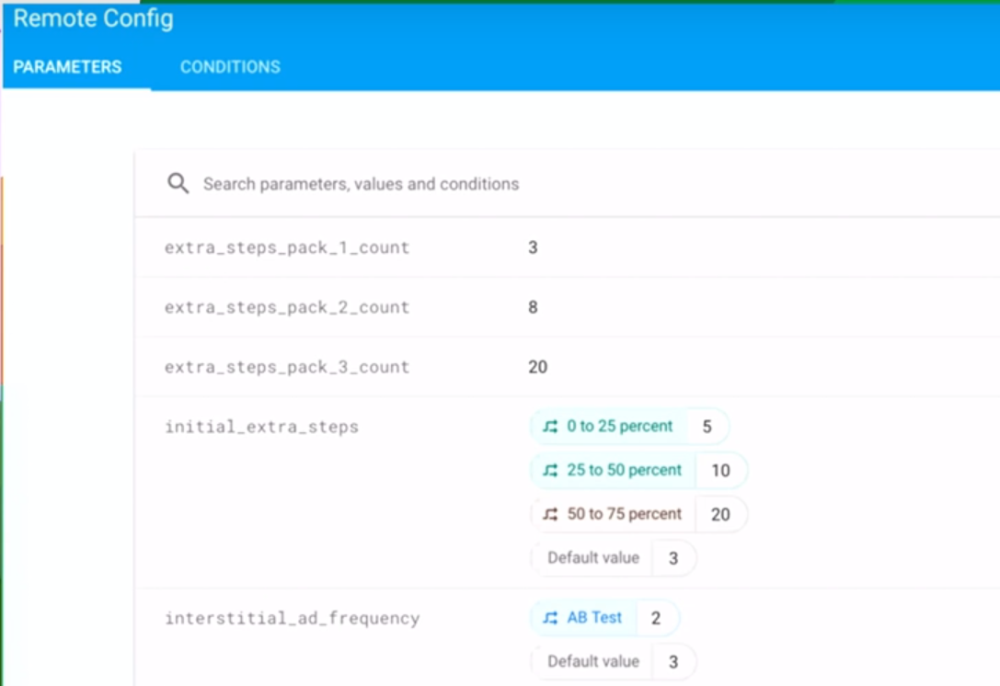 Remote Config
PARAMETERS CONDITIONS
Search parameters, values and conditions
extra_steps_pack_1_count 3
extra_steps_pack_2_count 8
extra_steps_pack_3_count 20
initial_extra_steps 0 to 25 percent 5
25 to 50 percent 10
50 to 75 percent 20
Default value 3
interstitial_ad_frequency AB Test 2
Default value 3